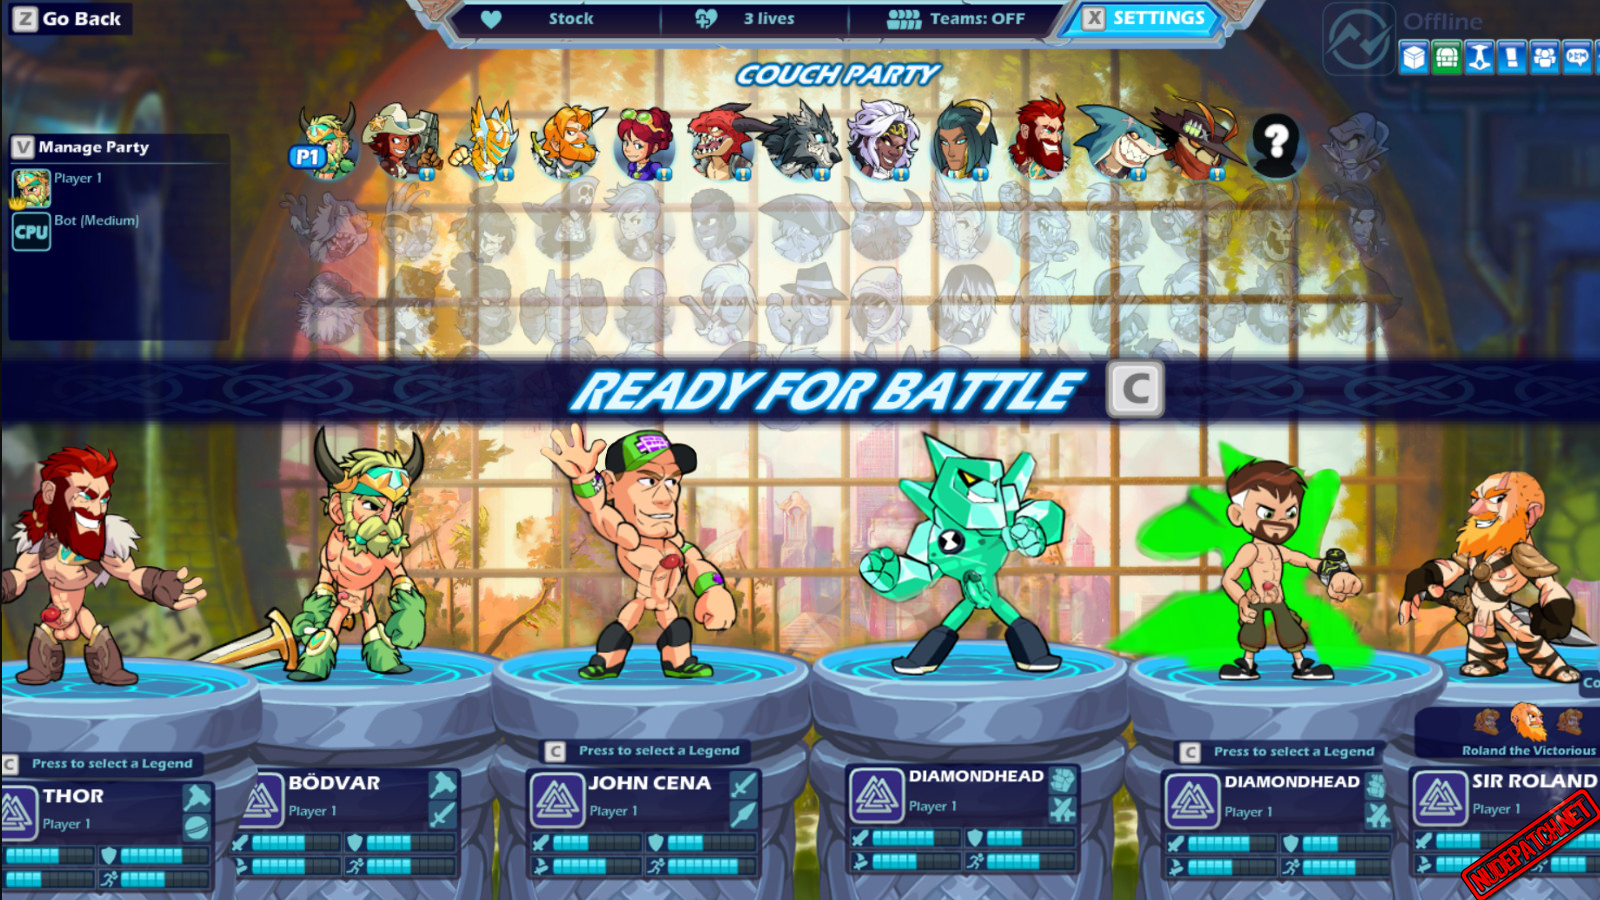 Z Go Back
Stock
3 lives
Teams: OFF
X SETTINGS
Offline
COUCH PARTY
V Manage Party
Player 1
CPU Bot (Medium)
P1
?
READY FOR BATTLE C
EXIT
Co
C Press to select a Legend
THOR
Player 1
BÖDVAR
Player 1
C Press to select a Legend
JOHN CENA
Player 1
DIAMONDHEAD
Player 1
C Press to select a Legend
DIAMONDHEAD
Player 1
Roland the Victorious
SIR ROLAND
Player 1
NUDEPATCH.NET